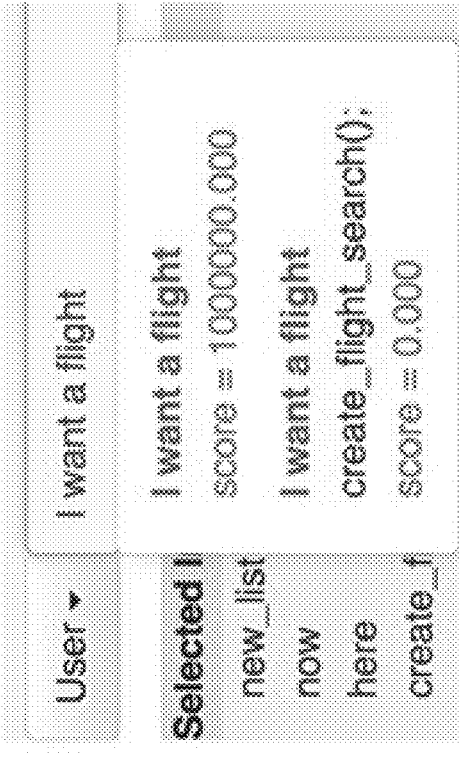 User ▾ I want a flight
I want a flight
score = 1000000.000
I want a flight
create_flight_search();
score = 0.000
Selected I
new_list
now
here
create_f